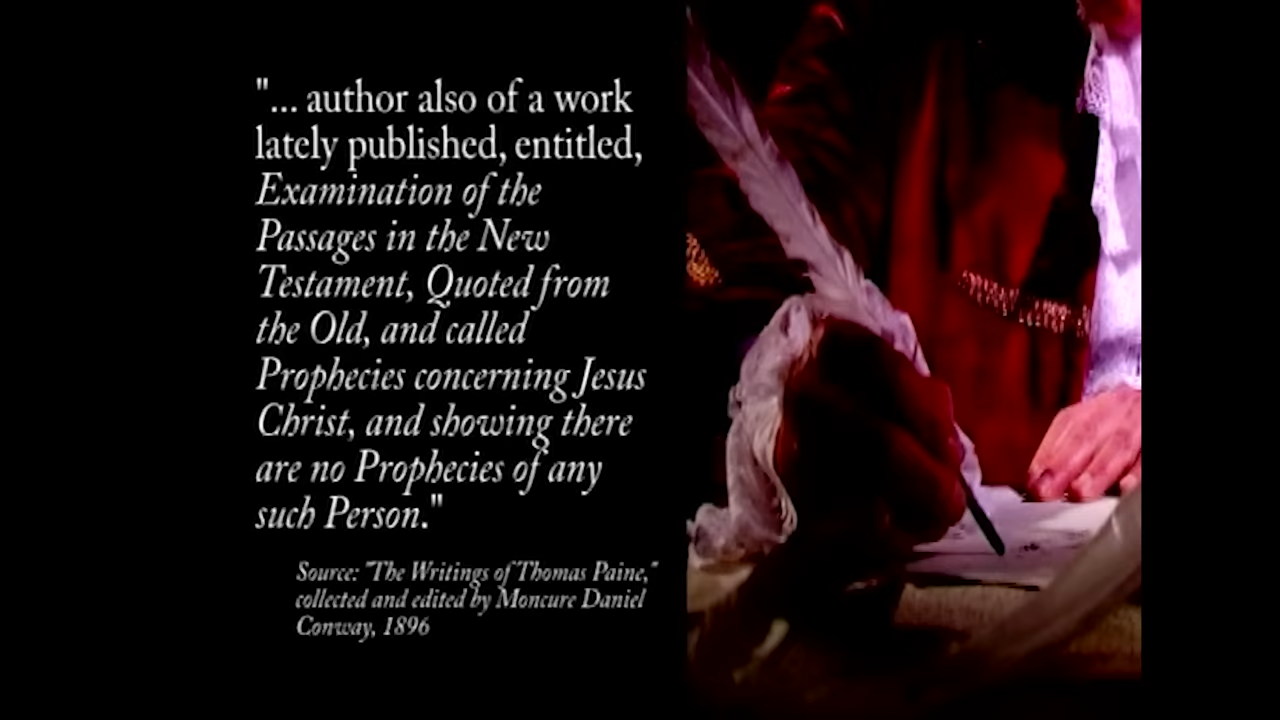 "... author also of a work
lately published, entitled,
Examination of the
Passages in the New
Testament, Quoted from
the Old, and called
Prophecies concerning Jesus
Christ, and showing there
are no Prophecies of any
such Person."
Source: "The Writings of Thomas Paine,"
collected and edited by Moncure Daniel
Conway, 1896